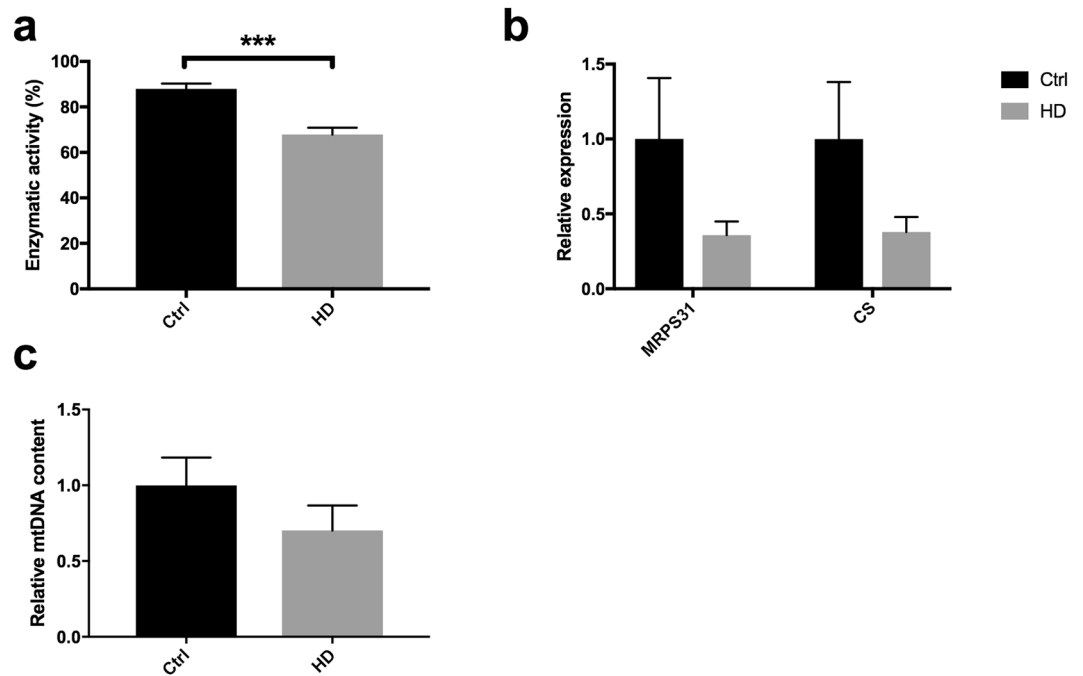 a
***
Enzymatic activity (%)
100
80
60
40
20
0
Ctrl
HD
b
Relative expression
1.5
1.0
0.5
0.0
MRPS31
CS
Ctrl
HD
c
Relative mtDNA content
1.5
1.0
0.5
0.0
Ctrl
HD